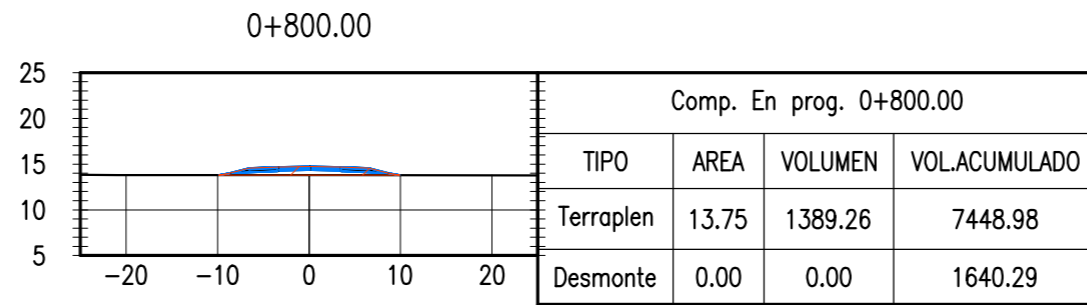 0+800.00
25
20
15
10
5
−20 −10 0 10 20
Comp. En prog. 0+800.00
TIPO AREA VOLUMEN VOL.ACUMULADO
Terraplen 13.75 1389.26 7448.98
Desmonte 0.00 0.00 1640.29